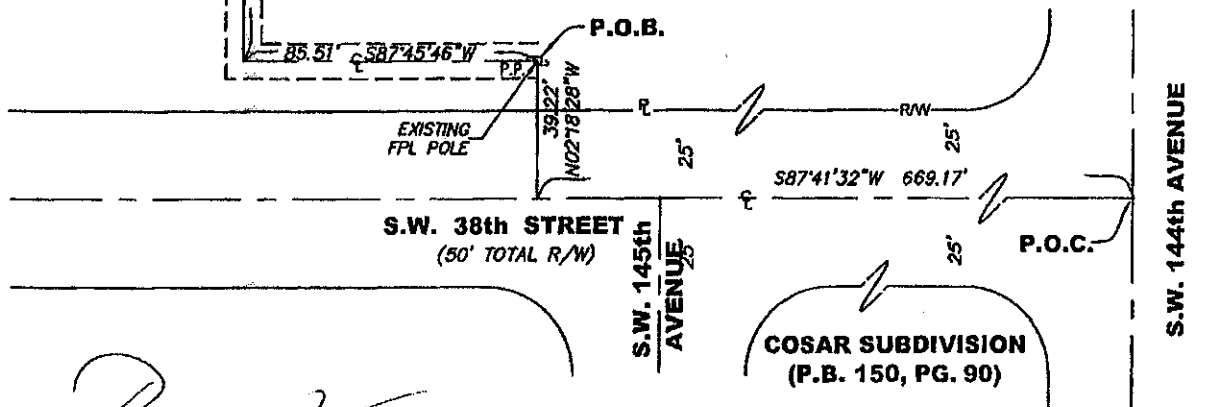 P.O.B.
85.51' ℄ S87°45'46"W
P.P.
39.22'
N02°18'28"W
EXISTING
FPL POLE
℄
R/W
25'
25'
S87°41'32"W 669.17'
℄
S.W. 38th STREET
(50' TOTAL R/W)
S.W. 145th
AVENUE
25'
25'
P.O.C.
S.W. 144th AVENUE
COSAR SUBDIVISION
(P.B. 150, PG. 90)